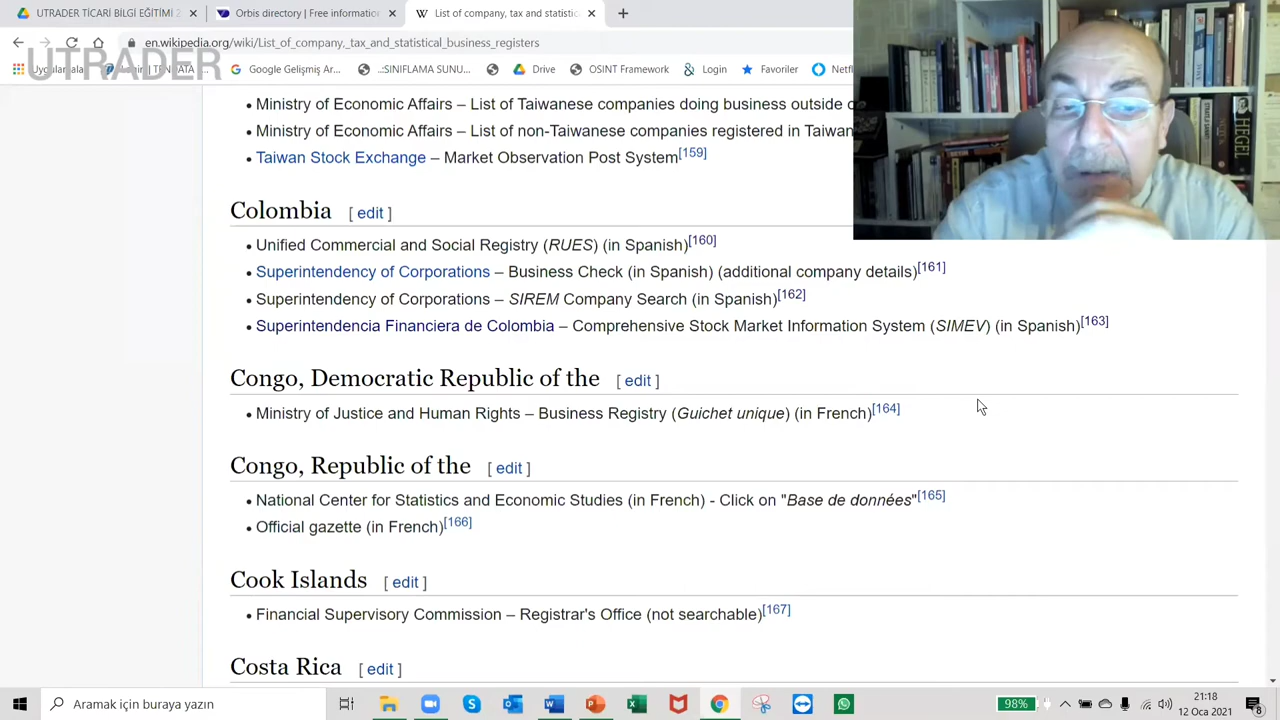 UTRADER TİCARİ BİLGİ EĞİTİMİ 2
Orbis directory | Free informatio
List of company, tax and statistic
en.wikipedia.org/wiki/List_of_company,_tax_and_statistical_business_registers
UTRADER
Google Gelişmiş Ar...
..:SINIFLAMA SUNU...
Drive
OSINT Framework
Login
Favoriler
Netfl
Ministry of Economic Affairs – List of Taiwanese companies doing business outside
Ministry of Economic Affairs – List of non-Taiwanese companies registered in Taiwan
Taiwan Stock Exchange – Market Observation Post System[159]
HEGEL
Colombia [ edit ]
Unified Commercial and Social Registry (RUES) (in Spanish)[160]
Superintendency of Corporations – Business Check (in Spanish) (additional company details)[161]
Superintendency of Corporations – SIREM Company Search (in Spanish)[162]
Superintendencia Financiera de Colombia – Comprehensive Stock Market Information System (SIMEV) (in Spanish)[163]
Congo, Democratic Republic of the [ edit ]
Ministry of Justice and Human Rights – Business Registry (Guichet unique) (in French)[164]
Congo, Republic of the [ edit ]
National Center for Statistics and Economic Studies (in French) - Click on "Base de données"[165]
Official gazette (in French)[166]
Cook Islands [ edit ]
Financial Supervisory Commission – Registrar's Office (not searchable)[167]
Costa Rica [ edit ]
Aramak için buraya yazın
98%
21:18
12 Oca 2021
8